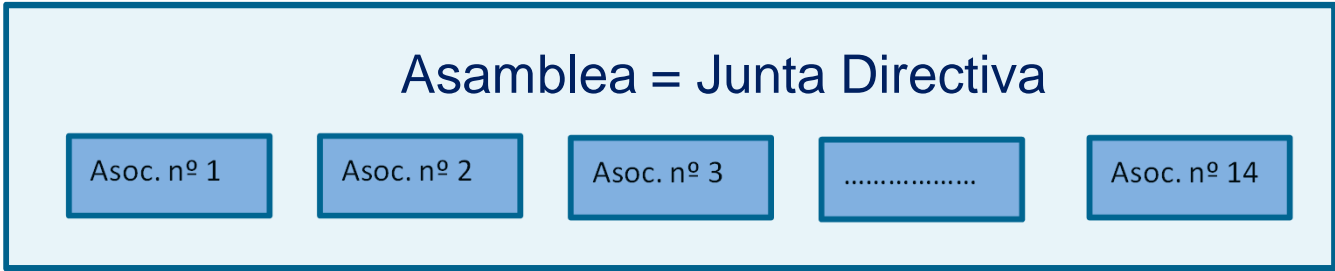 Asamblea = Junta Directiva
Asoc. nº 1 Asoc. nº 2 Asoc. nº 3 ……………… Asoc. nº 14